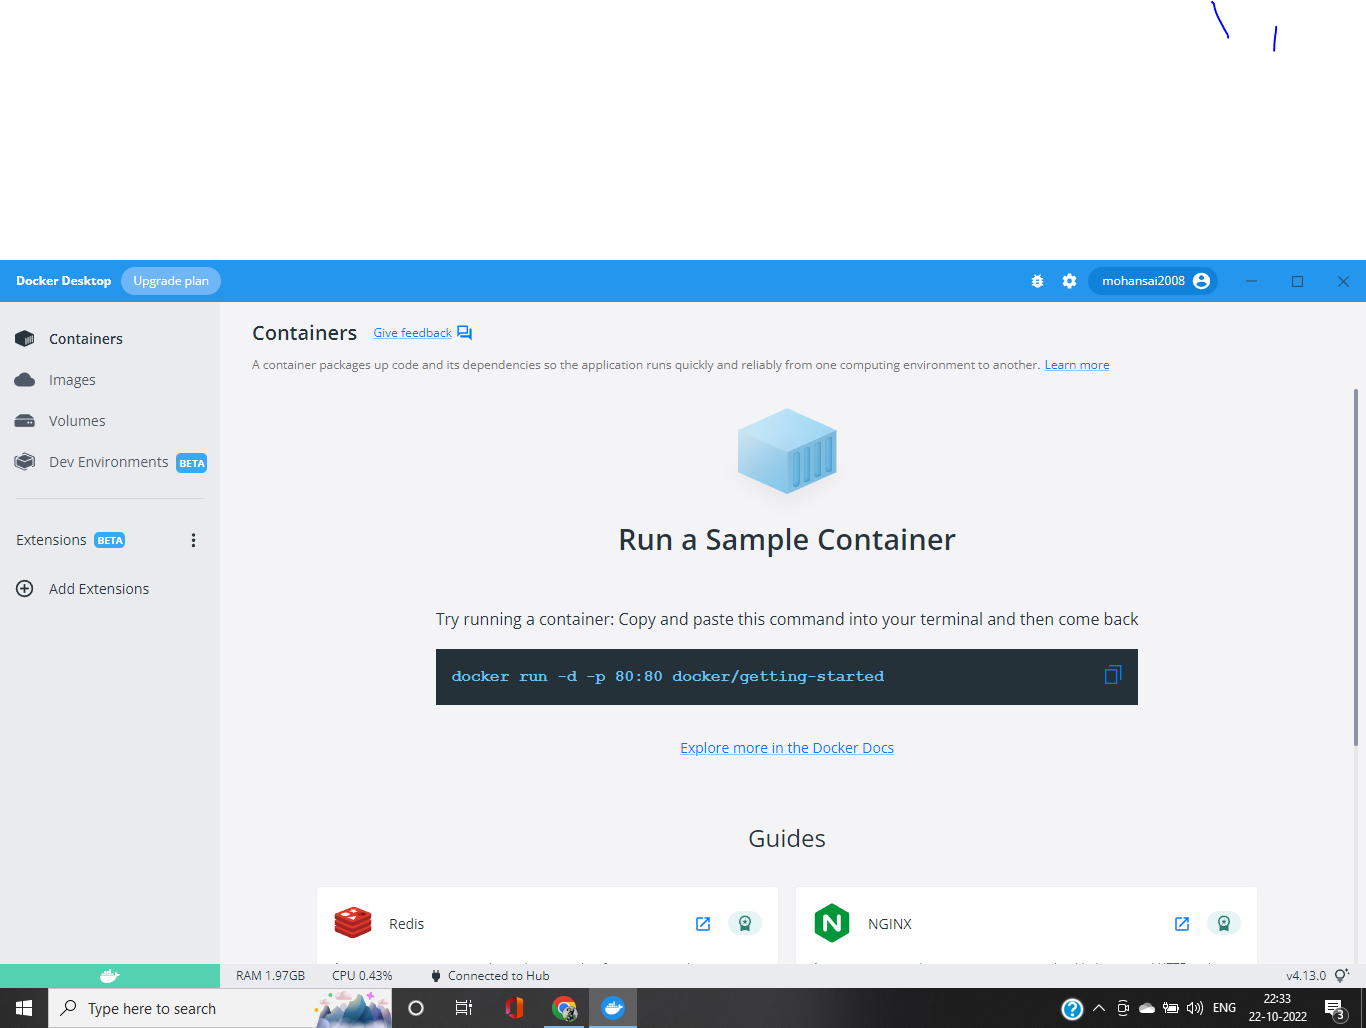 Docker Desktop Upgrade plan mohansai2008
Containers
Images
Volumes
Dev Environments BETA
Extensions BETA
Add Extensions
Containers Give feedback
A container packages up code and its dependencies so the application runs quickly and reliably from one computing environment to another. Learn more
Run a Sample Container
Try running a container: Copy and paste this command into your terminal and then come back
docker run -d -p 80:80 docker/getting-started
Explore more in the Docker Docs
Guides
Redis
NGINX
RAM 1.97GB CPU 0.43% Connected to Hub v4.13.0
Type here to search
ENG
22:33
22-10-2022
3